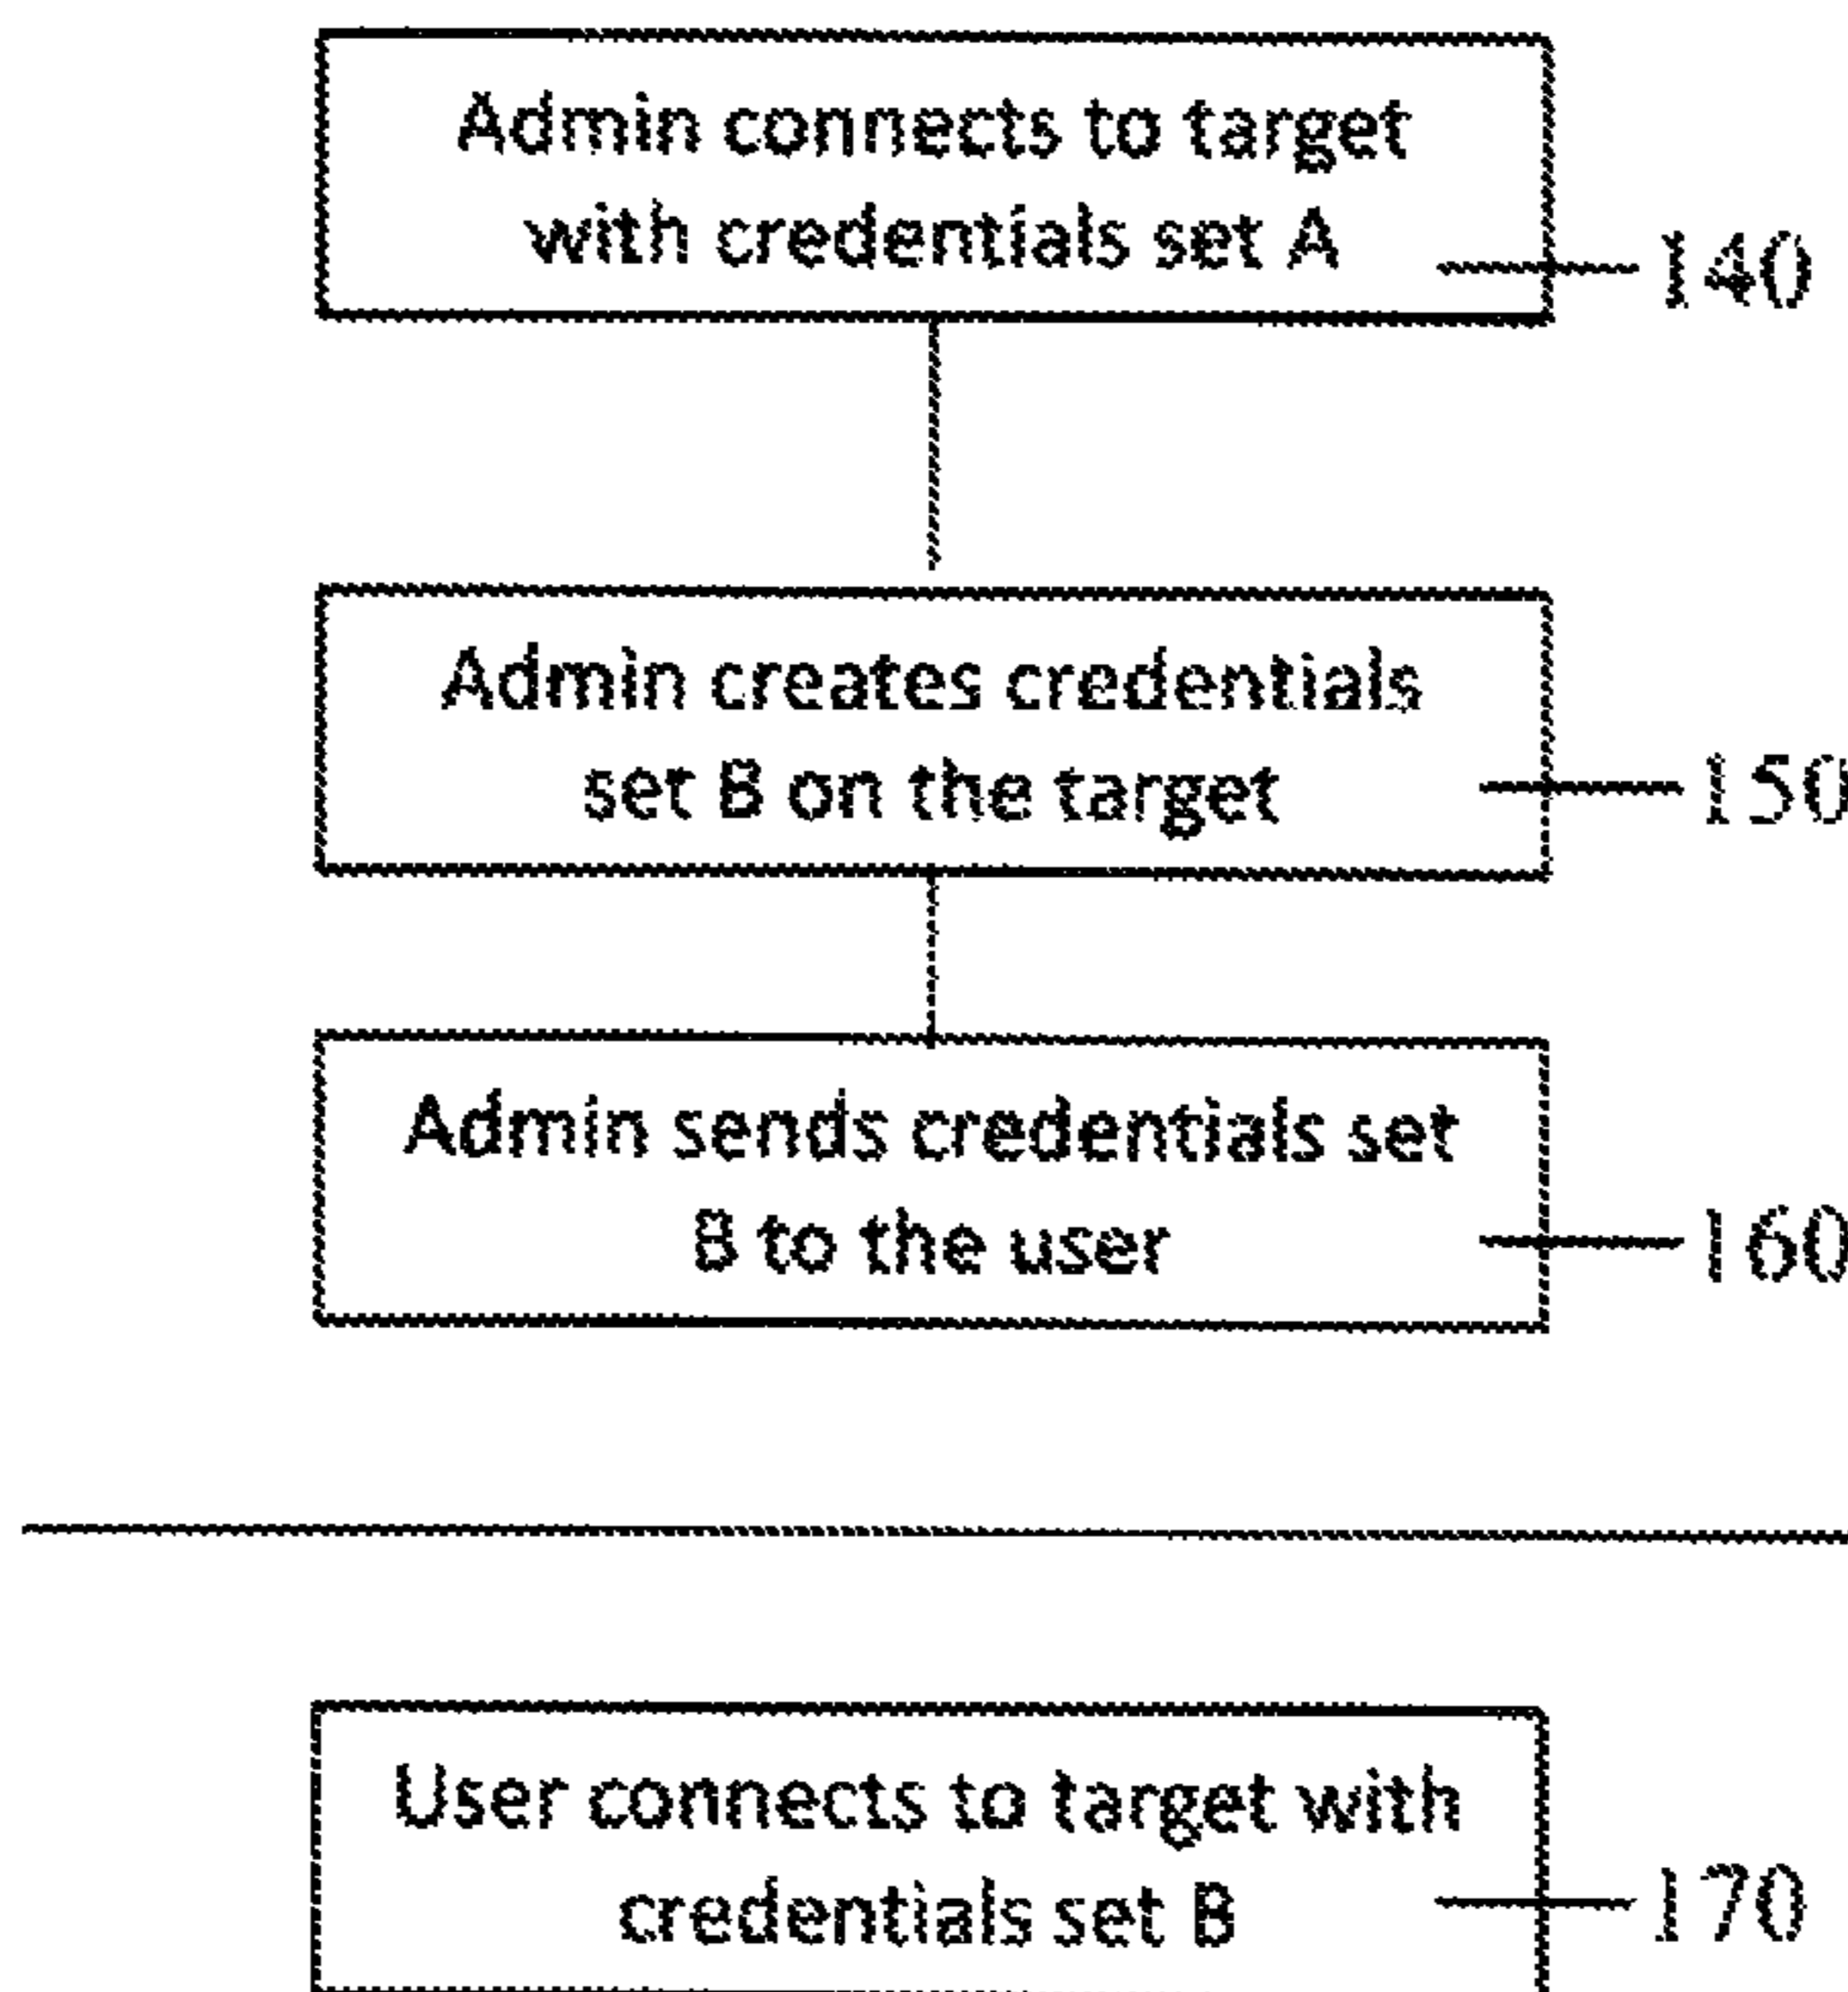 Admin connects to target
with credentials set A
140
Admin creates credentials
set B on the target
150
Admin sends credentials set
B to the user
160
User connects to target with
credentials set B
170